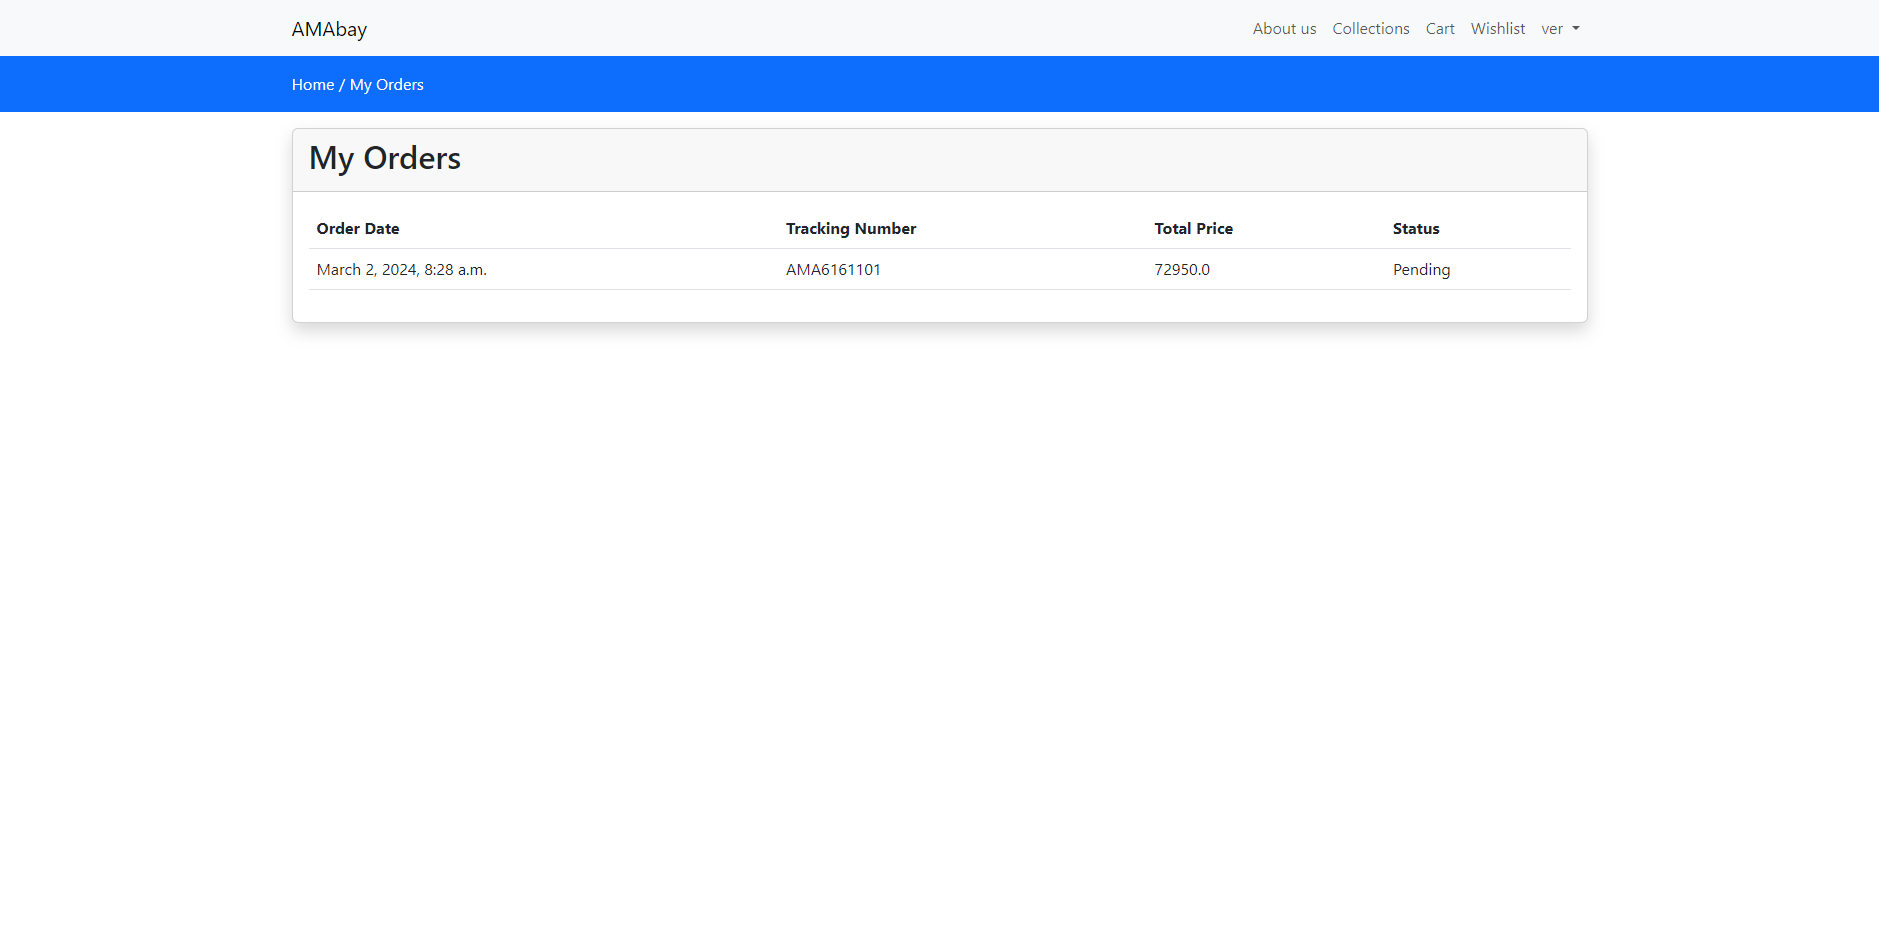 AMAbay About us Collections Cart Wishlist ver
Home / My Orders
My Orders
Order Date Tracking Number Total Price Status
March 2, 2024, 8:28 a.m. AMA6161101 72950.0 Pending